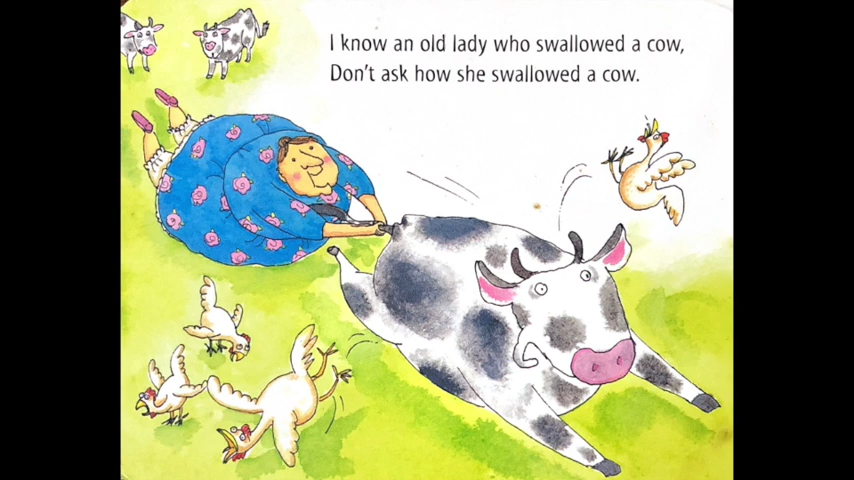 I know an old lady who swallowed a cow,
Don't ask how she swallowed a cow.